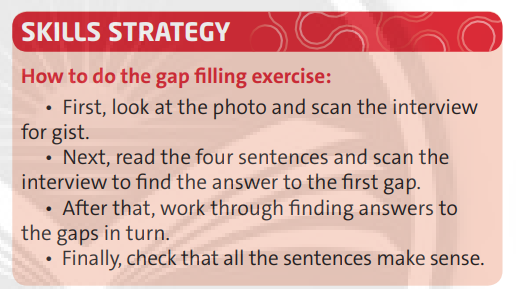 SKILLS STRATEGY
How to do the gap filling exercise:
• First, look at the photo and scan the interview
for gist.
• Next, read the four sentences and scan the
interview to find the answer to the first gap.
• After that, work through finding answers to
the gaps in turn.
• Finally, check that all the sentences make sense.